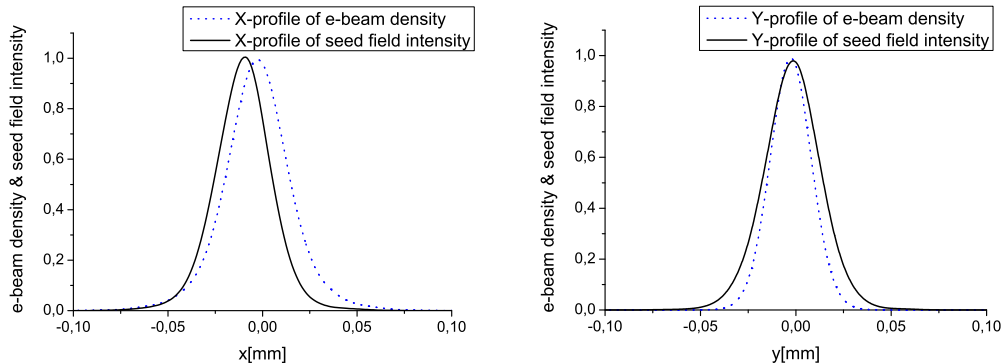 X-profile of e-beam density
X-profile of seed field intensity
e-beam density & seed field intensity
1,0
0,8
0,6
0,4
0,2
0,0
-0,10
-0,05
0,00
0,05
0,10
x[mm]
Y-profile of e-beam density
Y-profile of seed field intensity
e-beam density & seed field intensity
1,0
0,8
0,6
0,4
0,2
0,0
-0,10
-0,05
0,00
0,05
0,10
y[mm]